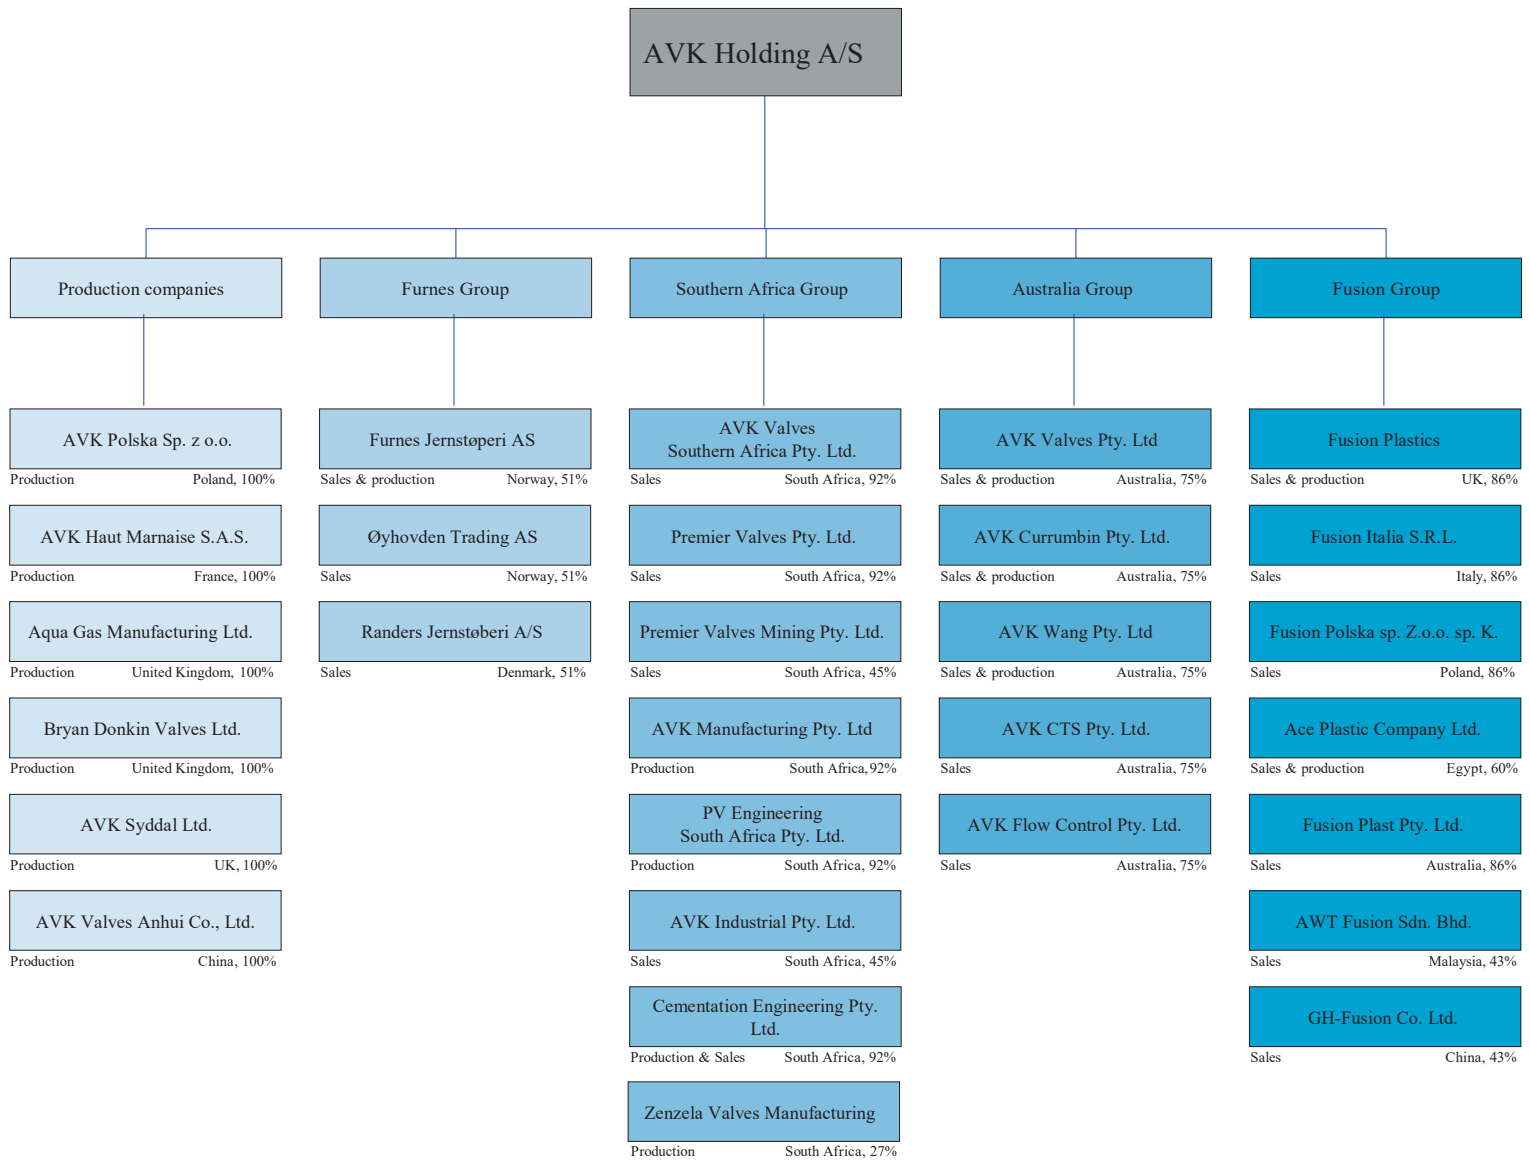 AVK Holding A/S
Production companies
Furnes Group
Southern Africa Group
Australia Group
Fusion Group
AVK Polska Sp. z o.o.
Production Poland, 100%
AVK Haut Marnaise S.A.S.
Production France, 100%
Aqua Gas Manufacturing Ltd.
Production United Kingdom, 100%
Bryan Donkin Valves Ltd.
Production United Kingdom, 100%
AVK Syddal Ltd.
Production UK, 100%
AVK Valves Anhui Co., Ltd.
Production China, 100%
Furnes Jernstøperi AS
Sales & production Norway, 51%
Øyhovden Trading AS
Sales Norway, 51%
Randers Jernstøberi A/S
Sales Denmark, 51%
AVK Valves
Southern Africa Pty. Ltd.
Sales South Africa, 92%
Premier Valves Pty. Ltd.
Sales South Africa, 92%
Premier Valves Mining Pty. Ltd.
Sales South Africa, 45%
AVK Manufacturing Pty. Ltd
Production South Africa, 92%
PV Engineering
South Africa Pty. Ltd.
Production South Africa, 92%
AVK Industrial Pty. Ltd.
Sales South Africa, 45%
Cementation Engineering Pty.
Ltd.
Production & Sales South Africa, 92%
Zenzela Valves Manufacturing
Production South Africa, 27%
AVK Valves Pty. Ltd
Sales & production Australia, 75%
AVK Currumbin Pty. Ltd.
Sales & production Australia, 75%
AVK Wang Pty. Ltd
Sales & production Australia, 75%
AVK CTS Pty. Ltd.
Sales Australia, 75%
AVK Flow Control Pty. Ltd.
Sales Australia, 75%
Fusion Plastics
Sales & production UK, 86%
Fusion Italia S.R.L.
Sales Italy, 86%
Fusion Polska sp. Z.o.o. sp. K.
Sales Poland, 86%
Ace Plastic Company Ltd.
Sales & production Egypt, 60%
Fusion Plast Pty. Ltd.
Sales Australia, 86%
AWT Fusion Sdn. Bhd.
Sales Malaysia, 43%
GH-Fusion Co. Ltd.
Sales China, 43%